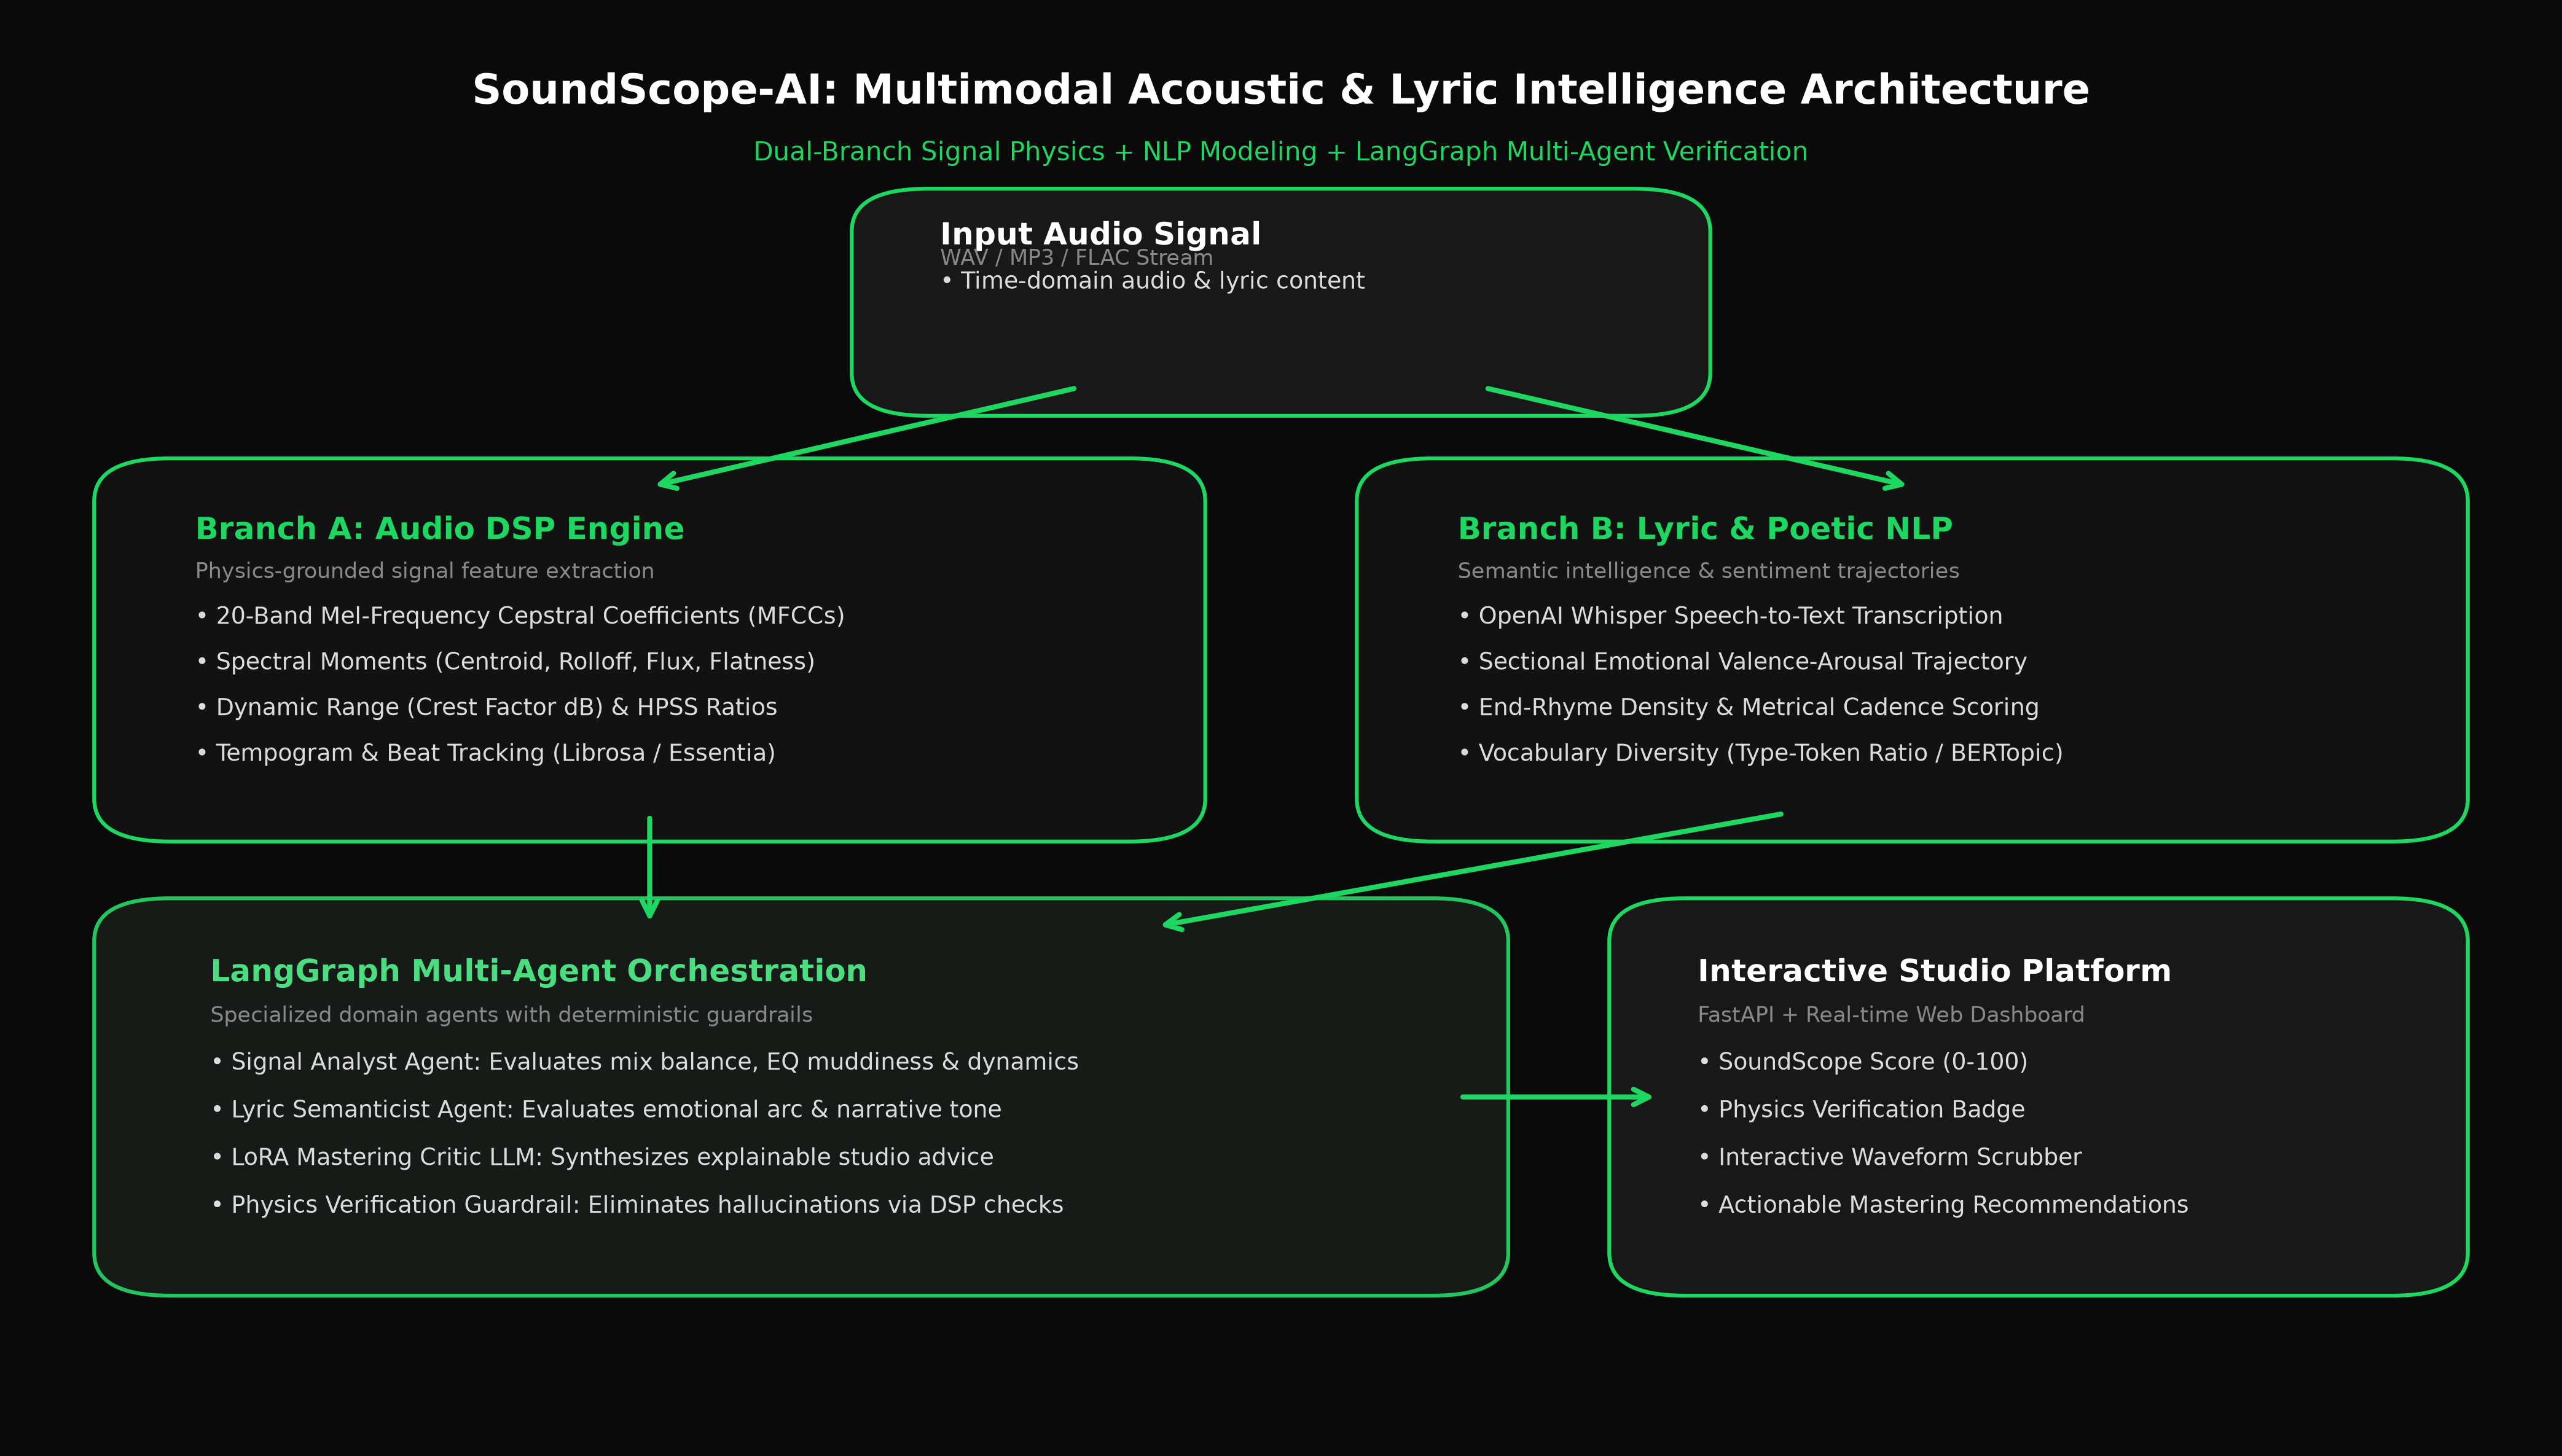 SoundScope-AI: Multimodal Acoustic & Lyric Intelligence Architecture
Dual-Branch Signal Physics + NLP Modeling + LangGraph Multi-Agent Verification
Input Audio Signal
WAV / MP3 / FLAC Stream
• Time-domain audio & lyric content
Branch A: Audio DSP Engine
Physics-grounded signal feature extraction
• 20-Band Mel-Frequency Cepstral Coefficients (MFCCs)
• Spectral Moments (Centroid, Rolloff, Flux, Flatness)
• Dynamic Range (Crest Factor dB) & HPSS Ratios
• Tempogram & Beat Tracking (Librosa / Essentia)
Branch B: Lyric & Poetic NLP
Semantic intelligence & sentiment trajectories
• OpenAI Whisper Speech-to-Text Transcription
• Sectional Emotional Valence-Arousal Trajectory
• End-Rhyme Density & Metrical Cadence Scoring
• Vocabulary Diversity (Type-Token Ratio / BERTopic)
LangGraph Multi-Agent Orchestration
Specialized domain agents with deterministic guardrails
• Signal Analyst Agent: Evaluates mix balance, EQ muddiness & dynamics
• Lyric Semanticist Agent: Evaluates emotional arc & narrative tone
• LoRA Mastering Critic LLM: Synthesizes explainable studio advice
• Physics Verification Guardrail: Eliminates hallucinations via DSP checks
Interactive Studio Platform
FastAPI + Real-time Web Dashboard
• SoundScope Score (0-100)
• Physics Verification Badge
• Interactive Waveform Scrubber
• Actionable Mastering Recommendations